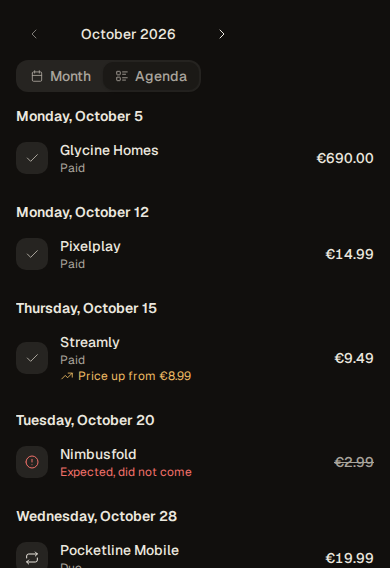 October 2026
Month
Agenda
Monday, October 5
Glycine Homes
€690.00
Paid
Monday, October 12
Pixelplay
€14.99
Paid
Thursday, October 15
Streamly
€9.49
Paid
Price up from €8.99
Tuesday, October 20
Nimbusfold
€2.99
Expected, did not come
Wednesday, October 28
Pocketline Mobile
€19.99
Due